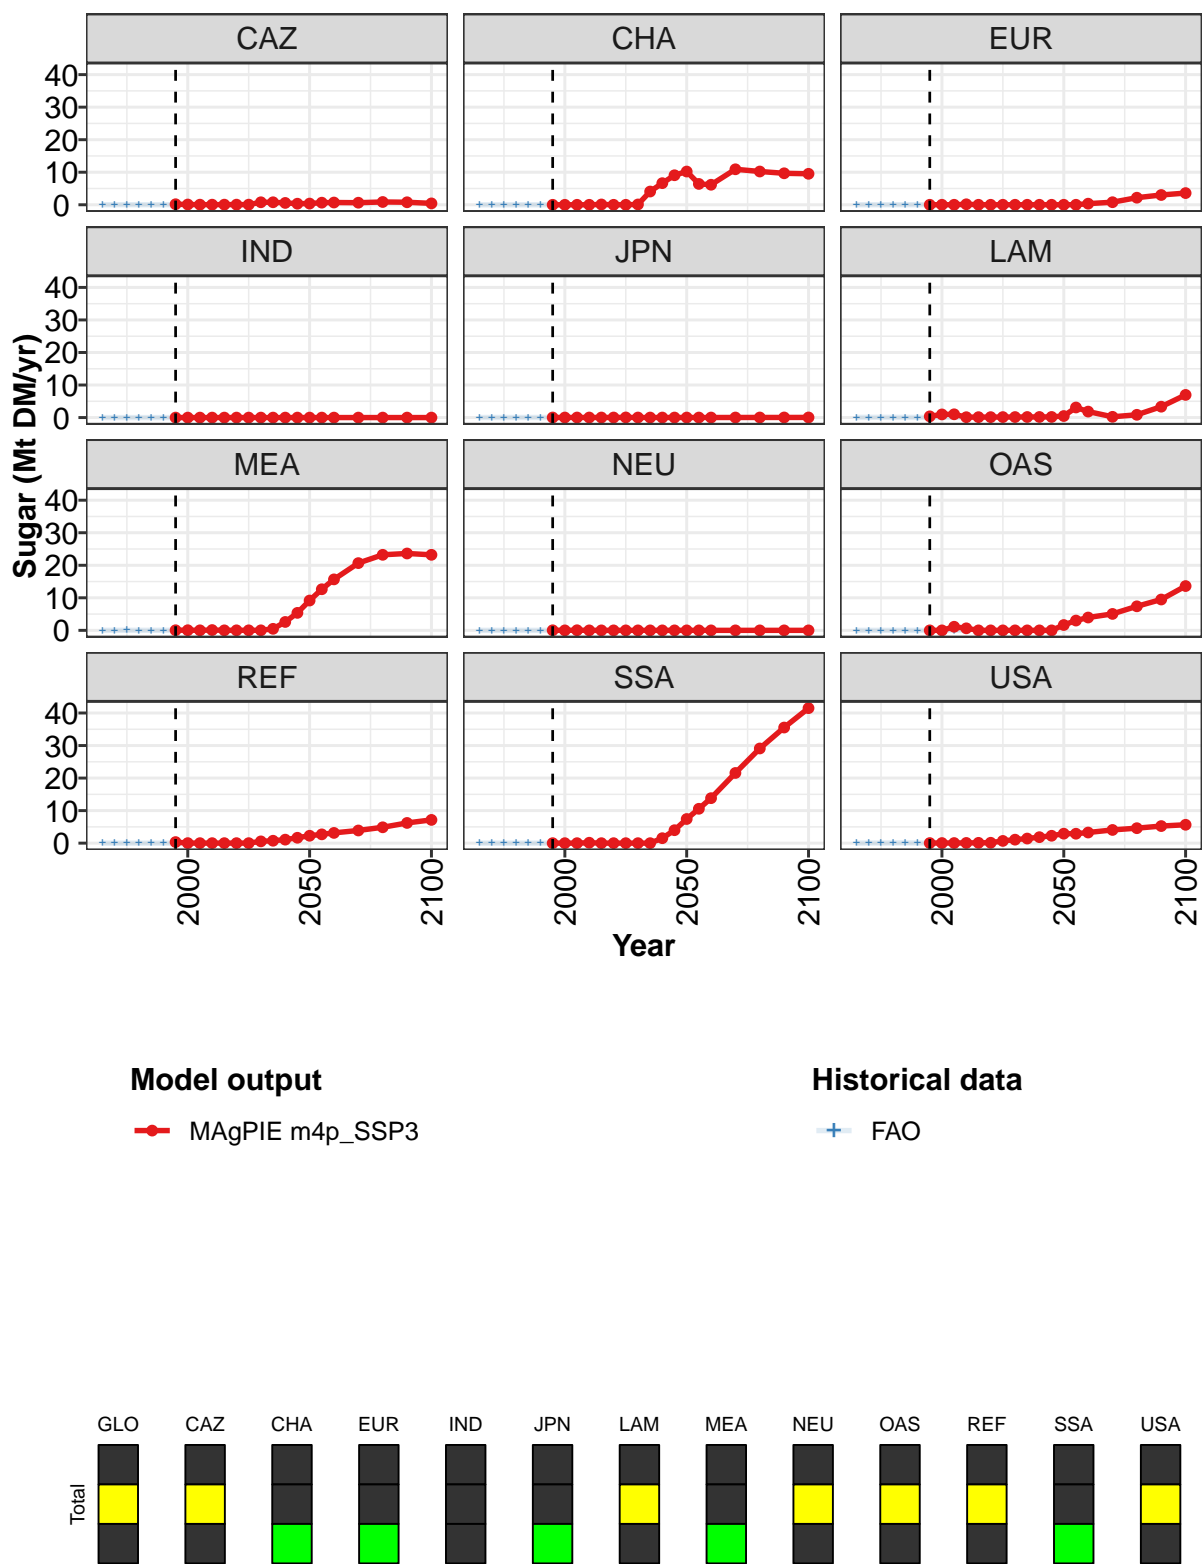 CAZ CHA EUR
40
30
20
10
0
IND JPN LAM
40
30
20
10
0
MEA NEU OAS
40
30
20
10
0
REF SSA USA
40
30
20
10
0
Sugar (Mt DM/yr)
2000 2050 2100 2000 2050 2100 2000 2050 2100
Year
Model output Historical data
MAgPIE m4p_SSP3 FAO
GLO CAZ CHA EUR IND JPN LAM MEA NEU OAS REF SSA USA
Total